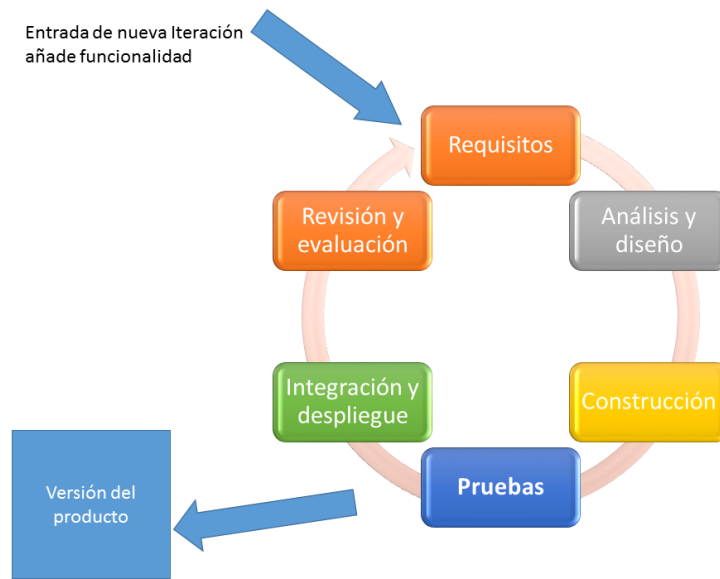 Entrada de nueva Iteración
añade funcionalidad
Requisitos
Análisis y
diseño
Construcción
Pruebas
Integración y
despliegue
Revisión y
evaluación
Versión del
producto